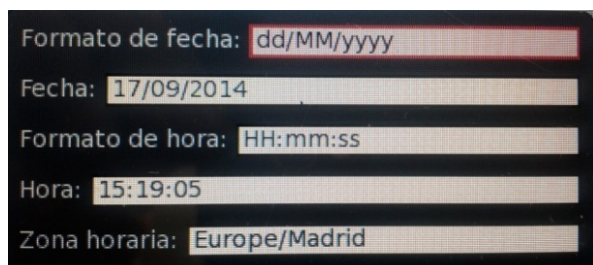 Formato de fecha: dd/MM/yyyy
Fecha: 17/09/2014
Formato de hora: HH:mm:ss
Hora: 15:19:05
Zona horaria: Europe/Madrid